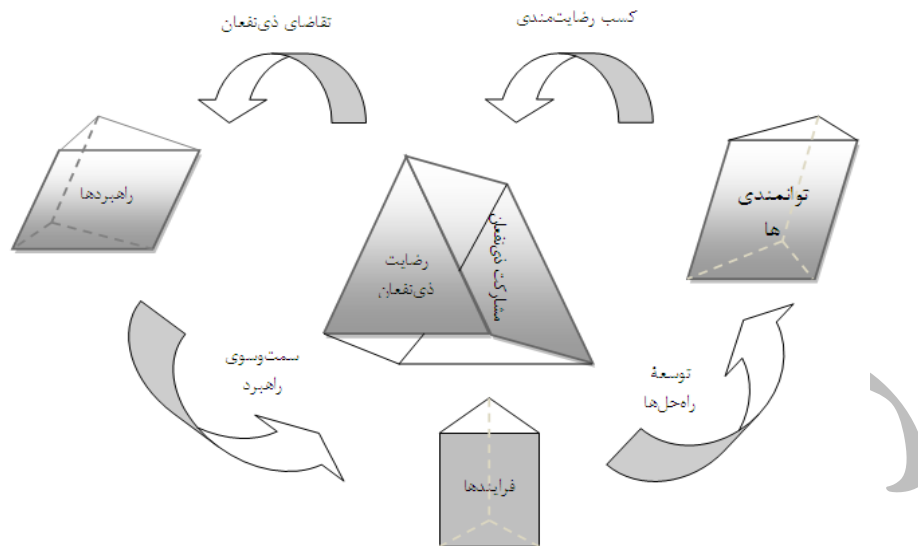 کسب رضایت‌مندی
تقاضای ذی‌نفعان
راهبردها
توانمندی
ها
رضایت
ذی‌نفعان
مشارکت ذی‌نفعان
سمت‌وسوی
راهبرد
توسعهٔ
راه‌حل‌ها
فرایندها